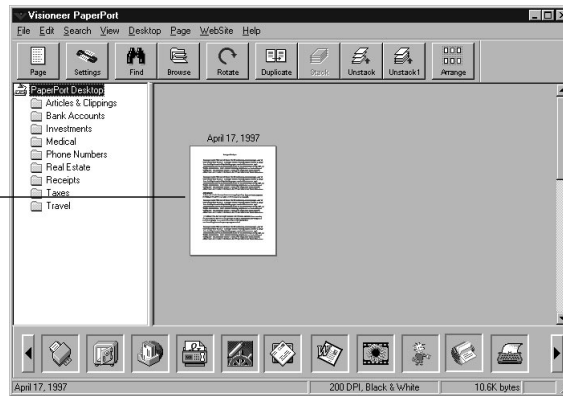 Visioneer PaperPort
File Edit Search View Desktop Page WebSite Help
Page Settings Find Browse Rotate Duplicate Stack Unstack Unstack1 Arrange
PaperPort Desktop
Articles & Clippings
Bank Accounts
Investments
Medical
Phone Numbers
Real Estate
Receipts
Taxes
Travel
April 17, 1997
April 17, 1997 200 DPI, Black & White 10.6K bytes